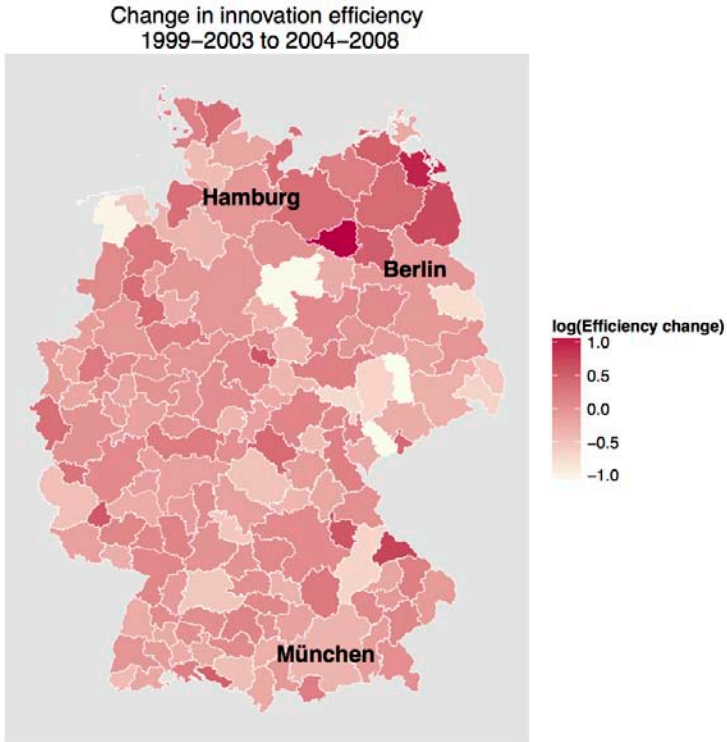 Change in innovation efficiency
1999–2003 to 2004–2008
Hamburg
Berlin
München
log(Efficiency change)
1.0
0.5
0.0
−0.5
−1.0